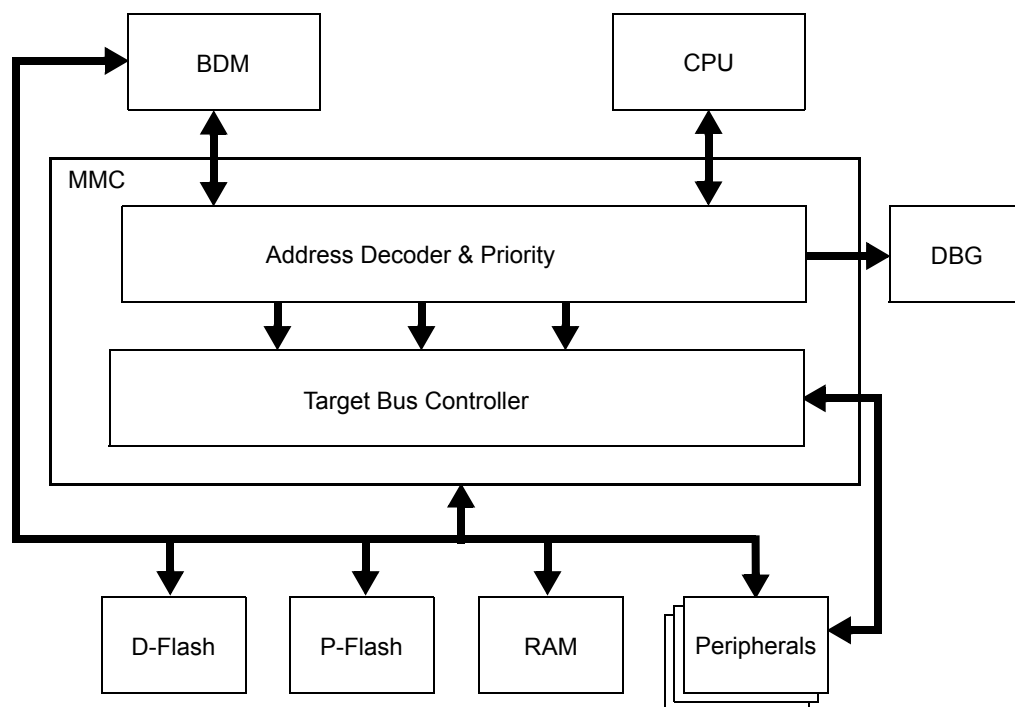 BDM
CPU
MMC
Address Decoder & Priority
DBG
Target Bus Controller
D-Flash
P-Flash
RAM
Peripherals